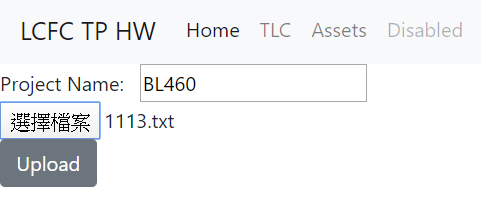 LCFC TP HW Home TLC Assets Disabled
Project Name: BL460
選擇檔案 1113.txt
Upload